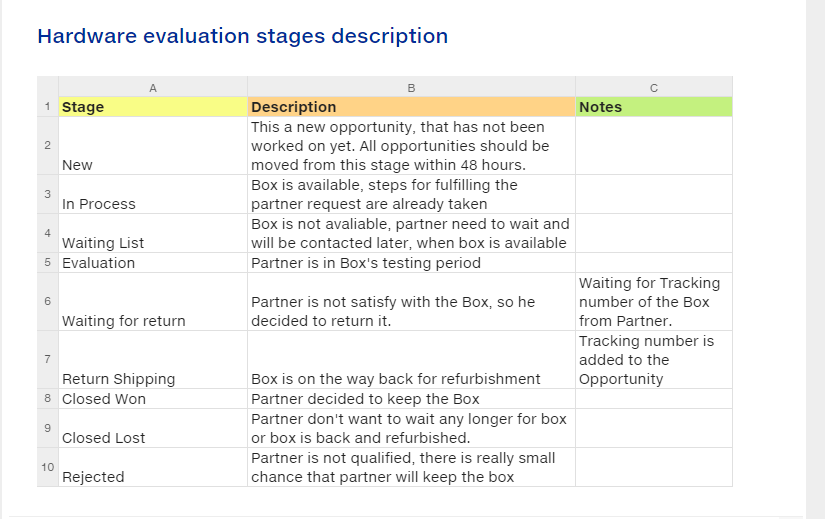 Hardware evaluation stages description
A B C
1 Stage Description Notes
This a new opportunity, that has not been
2 worked on yet. All opportunities should be
New moved from this stage within 48 hours.
3 Box is available, steps for fulfilling the
In Process partner request are already taken
4 Box is not avaliable, partner need to wait and
Waiting List will be contacted later, when box is available
5 Evaluation Partner is in Box's testing period
Waiting for Tracking
6 Partner is not satisfy with the Box, so he number of the Box
Waiting for return decided to return it. from Partner.
Tracking number is
7 added to the
Return Shipping Box is on the way back for refurbishment Opportunity
8 Closed Won Partner decided to keep the Box
9 Partner don't want to wait any longer for box
Closed Lost or box is back and refurbished.
10 Partner is not qualified, there is really small
Rejected chance that partner will keep the box